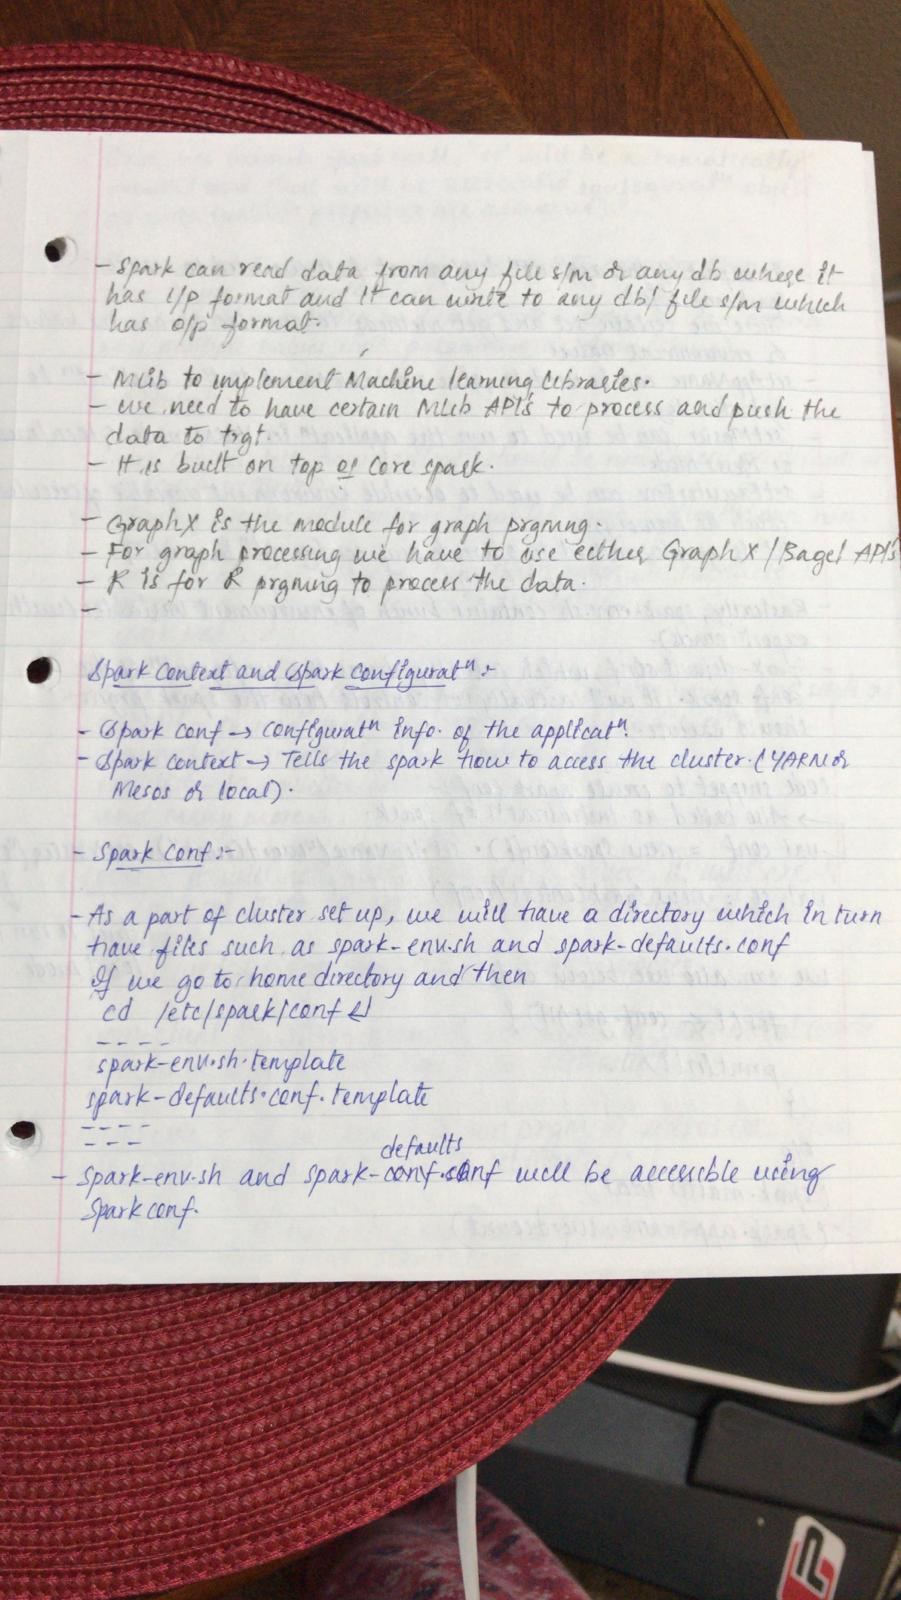 - Spark can read data from any file s/m or any db where it
has i/p format and it can write to any db/ file s/m which
has o/p format.
- Mlib to implement Machine learning libraries.
- we need to have certain Mlib API's to process and push the
data to trgt.
- It is built on top of core spark.
- GraphX is the module for graph prgming.
- For graph processing we have to use either GraphX / Bagel API's
- R is for R prgming to process the data.
-
Spark Context and Spark Configuratⁿ :-
- Spark conf → Configuratⁿ info. of the applicatⁿ.
- Spark context → Tells the spark how to access the cluster. (YARN or
Mesos or local).
- Spark Conf :-
- As a part of cluster set up, we will have a directory which in turn
have files such as spark-env.sh and spark-defaults.conf
If we go to home directory and then
cd /etc/spark/conf ↵
- - - -
spark-env.sh.template
spark-defaults.conf.template
- - - -
- - -
defaults
- Spark-env.sh and spark-conf.conf will be accessible using
Spark conf.